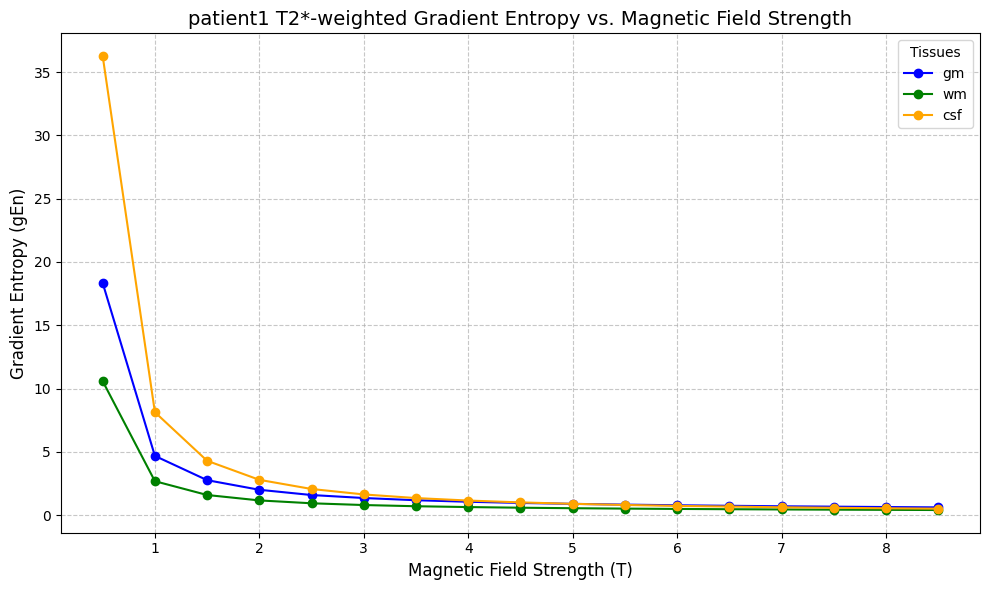 patient1 T2*-weighted Gradient Entropy vs. Magnetic Field Strength
Gradient Entropy (gEn)
35
30
25
20
15
10
5
0
Tissues
gm
wm
csf
1 2 3 4 5 6 7 8
Magnetic Field Strength (T)